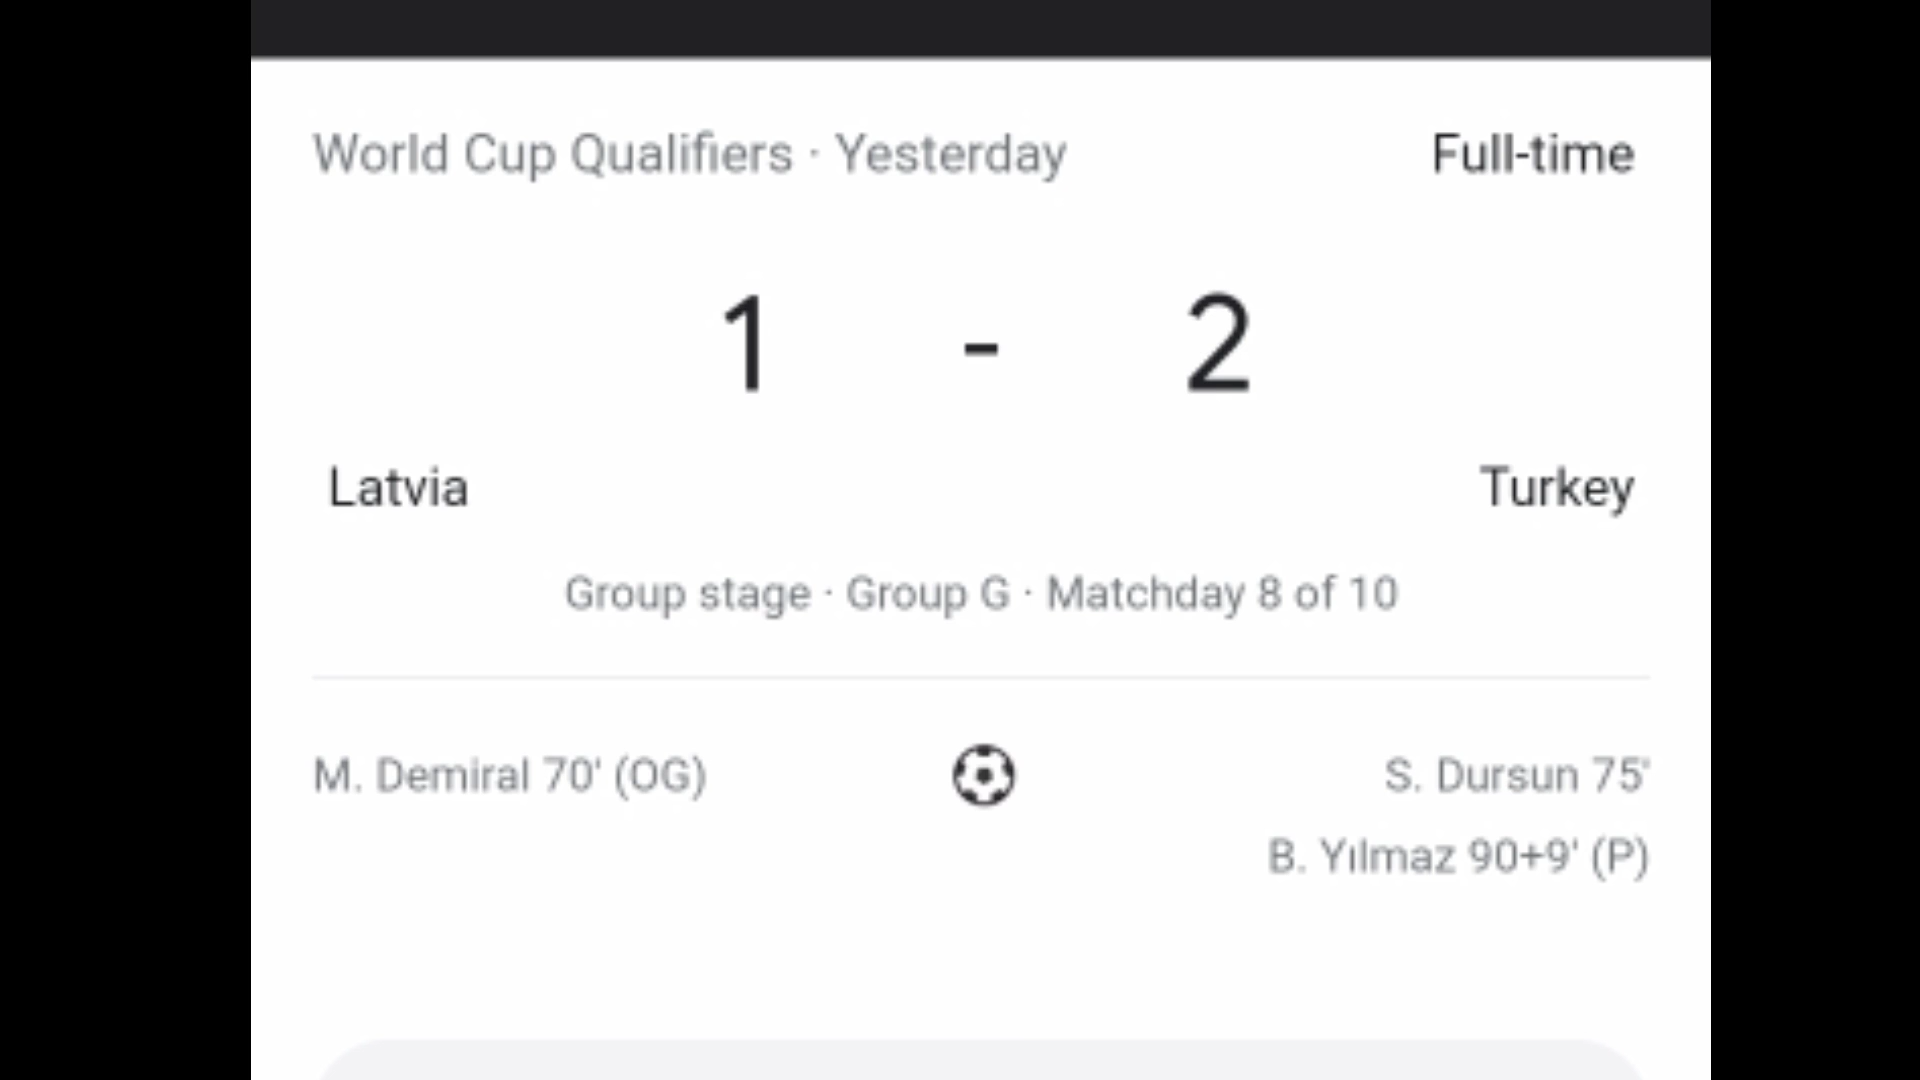 World Cup Qualifiers · Yesterday Full-time
1 - 2
Latvia Turkey
Group stage · Group G · Matchday 8 of 10
M. Demiral 70' (OG) S. Dursun 75'
B. Yılmaz 90+9' (P)